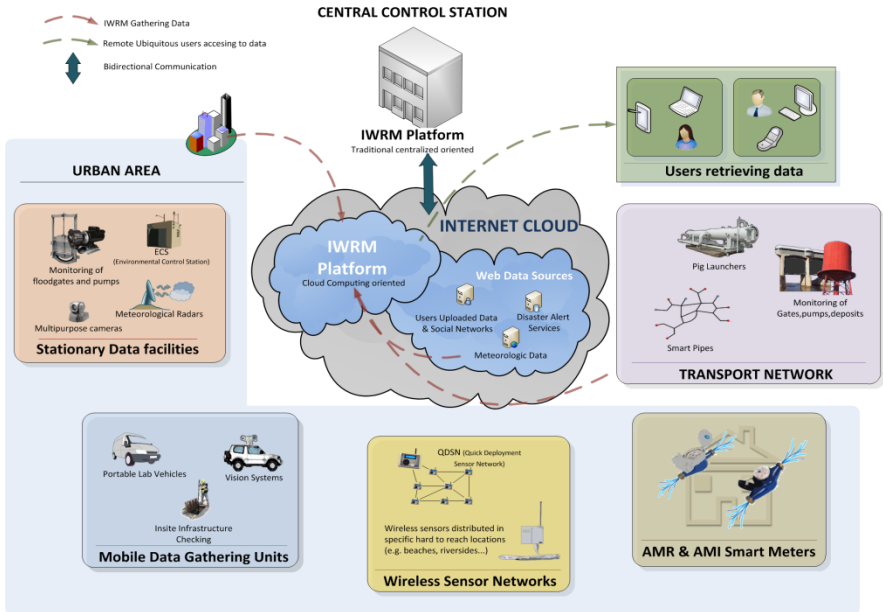 CENTRAL CONTROL STATION
IWRM Gathering Data
Remote Ubiquitous users accesing to data
Bidirectional Communication
IWRM Platform
Traditional centralized oriented
Users retrieving data
URBAN AREA
INTERNET CLOUD
IWRM
Platform
Cloud Computing oriented
Web Data Sources
Users Uploaded Data
& Social Networks
Disaster Alert
Services
Meteorologic Data
Monitoring of
floodgates and pumps
ECS
(Environmental Control Station)
Multipurpose cameras
Meteorological Radars
Stationary Data facilities
Pig Launchers
Monitoring of
Gates,pumps,deposits
Smart Pipes
TRANSPORT NETWORK
Portable Lab Vehicles
Vision Systems
Insite Infrastructure
Checking
Mobile Data Gathering Units
QDSN (Quick Deployment
Sensor Network)
Wireless sensors distributed in
specific hard to reach locations
(e.g. beaches, riversides...)
Wireless Sensor Networks
AMR & AMI Smart Meters